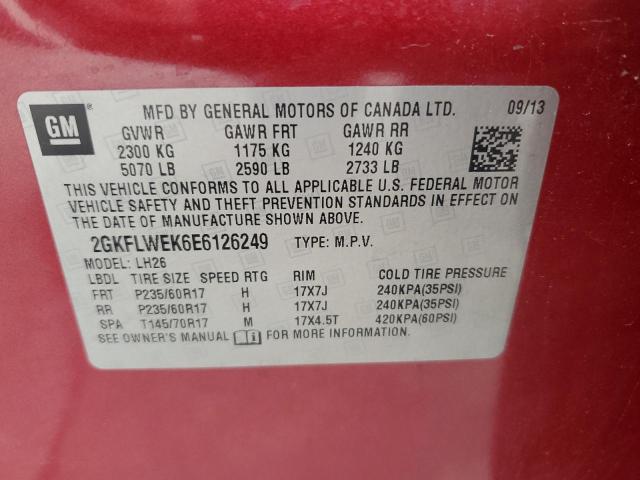 GM
MFD BY GENERAL MOTORS OF CANADA LTD. 09/13
GVWR GAWR FRT GAWR RR
2300 KG 1175 KG 1240 KG
5070 LB 2590 LB 2733 LB
THIS VEHICLE CONFORMS TO ALL APPLICABLE U.S. FEDERAL MOTOR
VEHICLE SAFETY AND THEFT PREVENTION STANDARDS IN EFFECT ON
THE DATE OF MANUFACTURE SHOWN ABOVE.
2GKFLWEK6E6126249 TYPE: M.P.V.
MODEL: LH26
LBDL TIRE SIZE SPEED RTG RIM COLD TIRE PRESSURE
FRT P235/60R17 H 17X7J 240KPA(35PSI)
RR P235/60R17 H 17X7J 240KPA(35PSI)
SPA T145/70R17 M 17X4.5T 420KPA(60PSI)
SEE OWNER'S MANUAL FOR MORE INFORMATION.